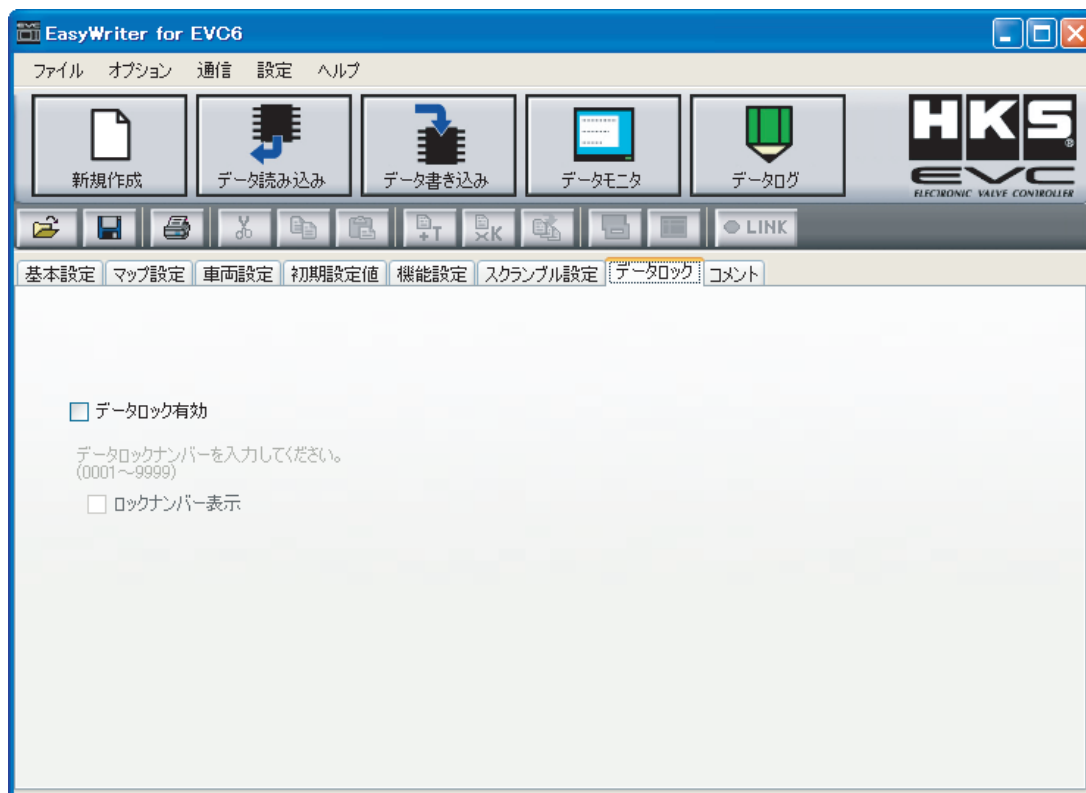 EasyWriter for EVC6
ファイル オプション 通信 設定 ヘルプ
新規作成 データ読み込み データ書き込み データモニタ データログ
HKS®
EVC
ELECTRONIC VALVE CONTROLLER
+T ×K LINK
基本設定 マップ設定 車両設定 初期設定値 機能設定 スクランブル設定 データロック コメント
データロック有効
データロックナンバーを入力してください。
(0001～9999)
ロックナンバー表示